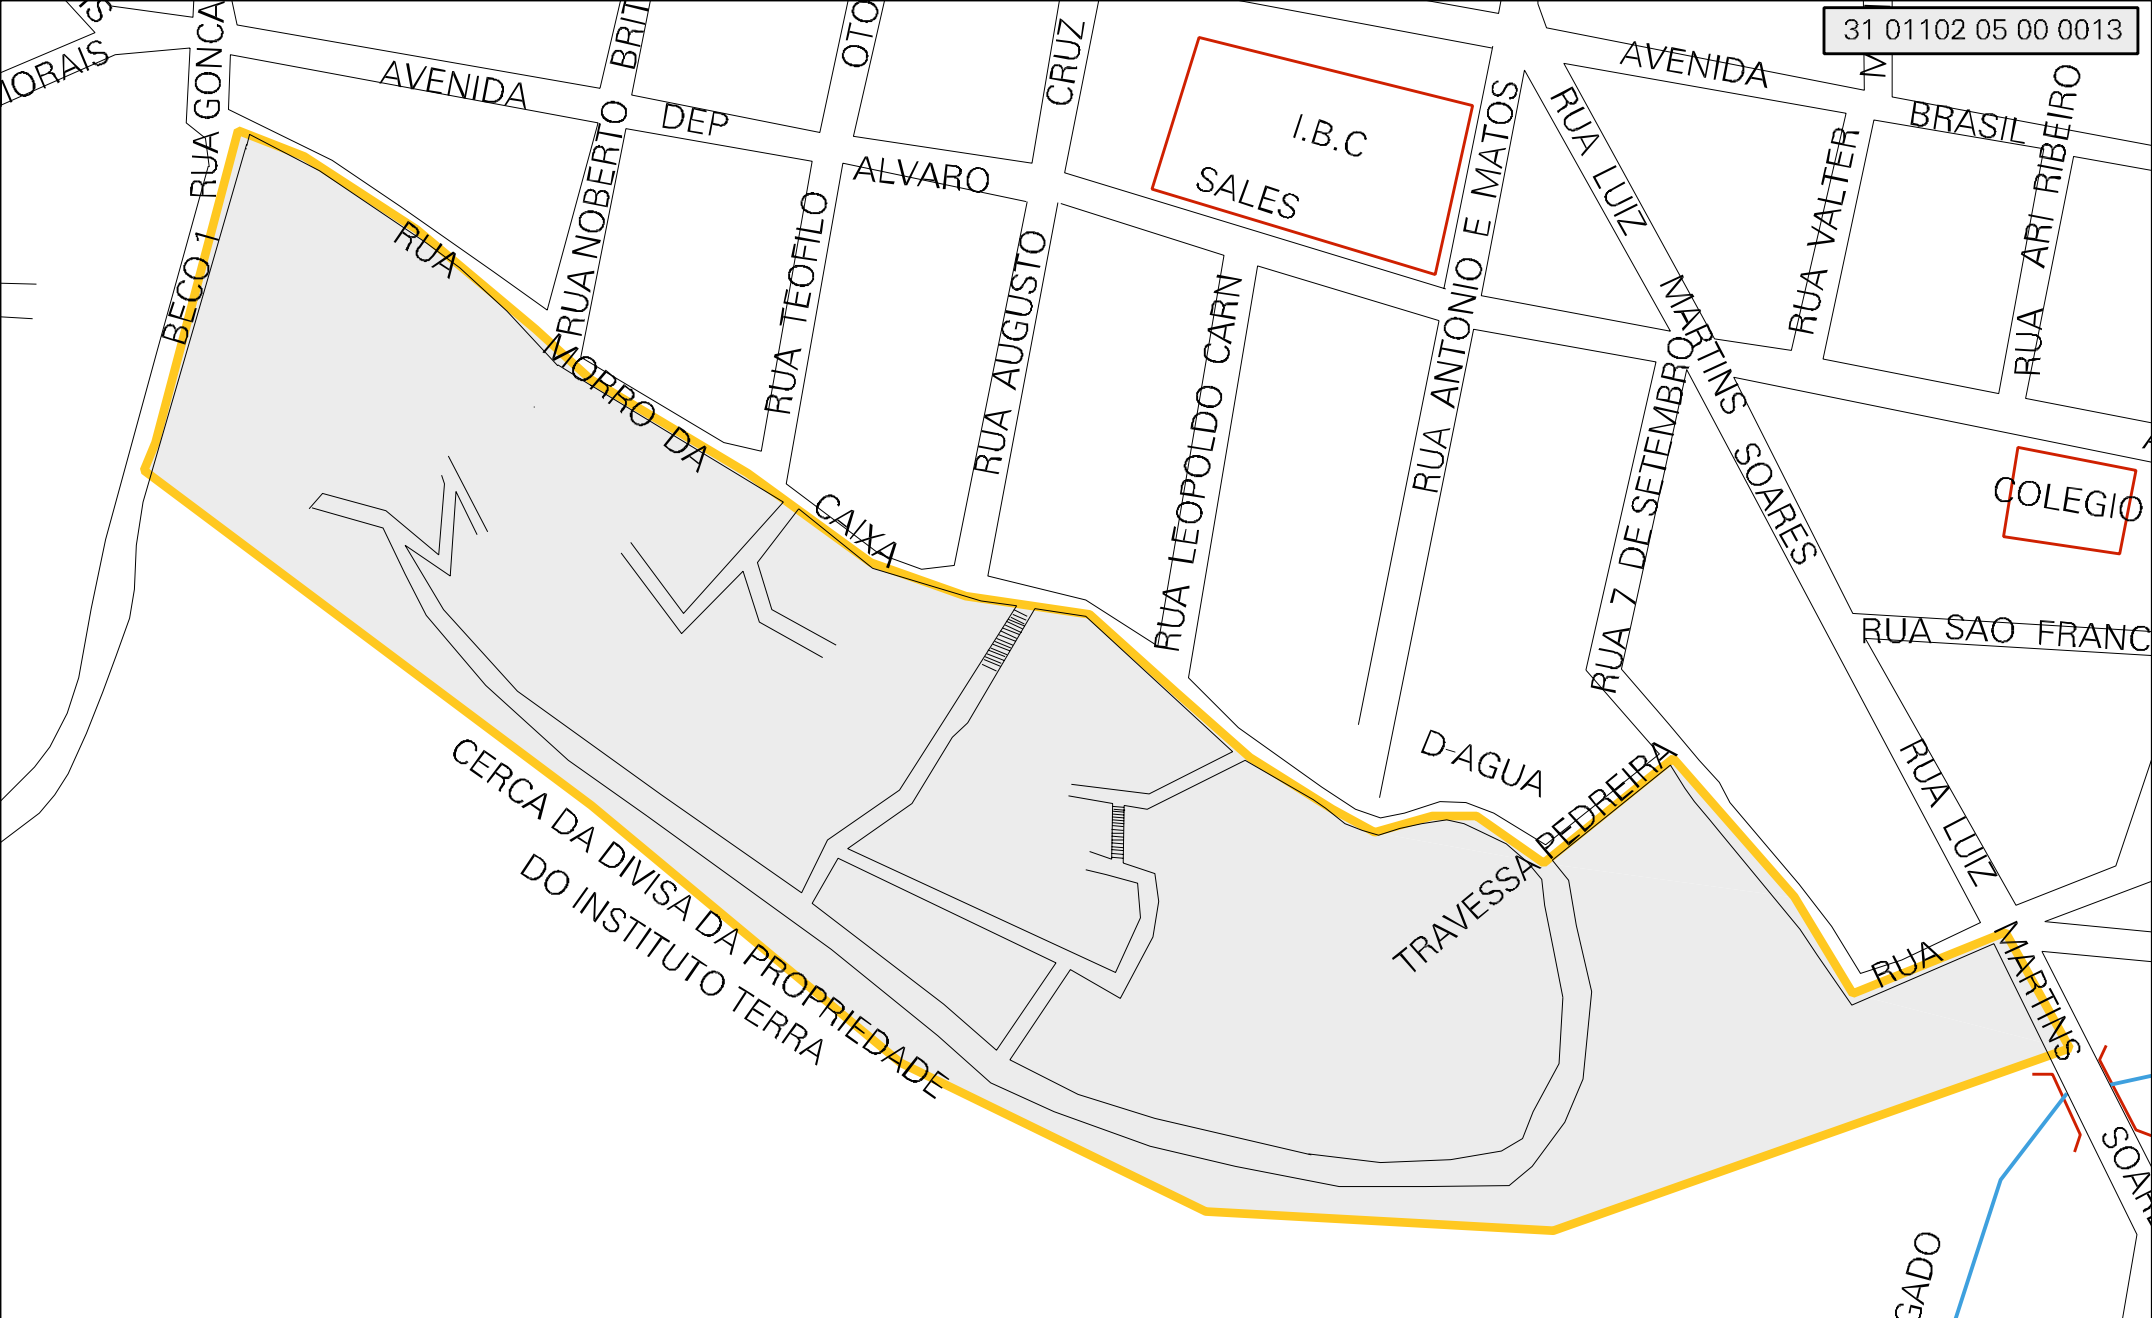 31 01102 05 00 0013
MORAIS
RUA GONCA
AVENIDA
BRIT
DEP
OTO
CRUZ
ALVARO
I.B.C
SALES
AVENIDA
BRASIL
RUA LUIZ
MARTINS
SOARES
RUA VALTER
RUA ARI RIBEIRO
RUA NOBERTO
RUA TEOFILO
RUA AUGUSTO
RUA LEOPOLDO CARN
RUA ANTONIO E MATOS
RUA 7 DE SETEMBRO
COLEGIO
RUA SAO FRANC
BECO 1
RUA
MORRO DA
CAIXA
D-AGUA
TRAVESSA PEDREIRA
RUA LUIZ
RUA
MARTINS
SOARE
CERCA DA DIVISA DA PROPRIEDADE
DO INSTITUTO TERRA
GADO